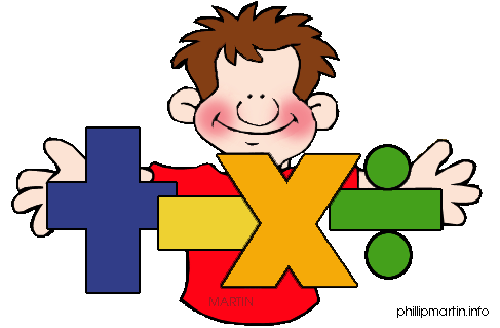 + - x ÷
MARTIN
phillipmartin.info